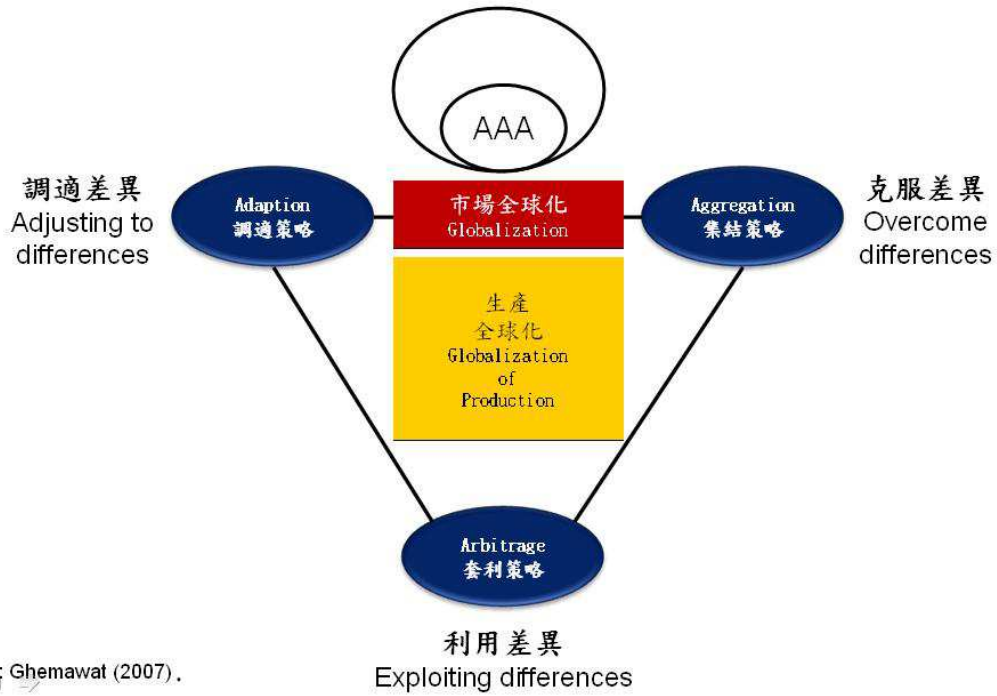 AAA
調適差異
Adjusting to
differences
Adaption
調適策略
市場全球化
Globalization
Aggregation
集結策略
克服差異
Overcome
differences
生產
全球化
Globalization
of
Production
Arbitrage
套利策略
利用差異
Exploiting differences
: Ghemawat (2007).